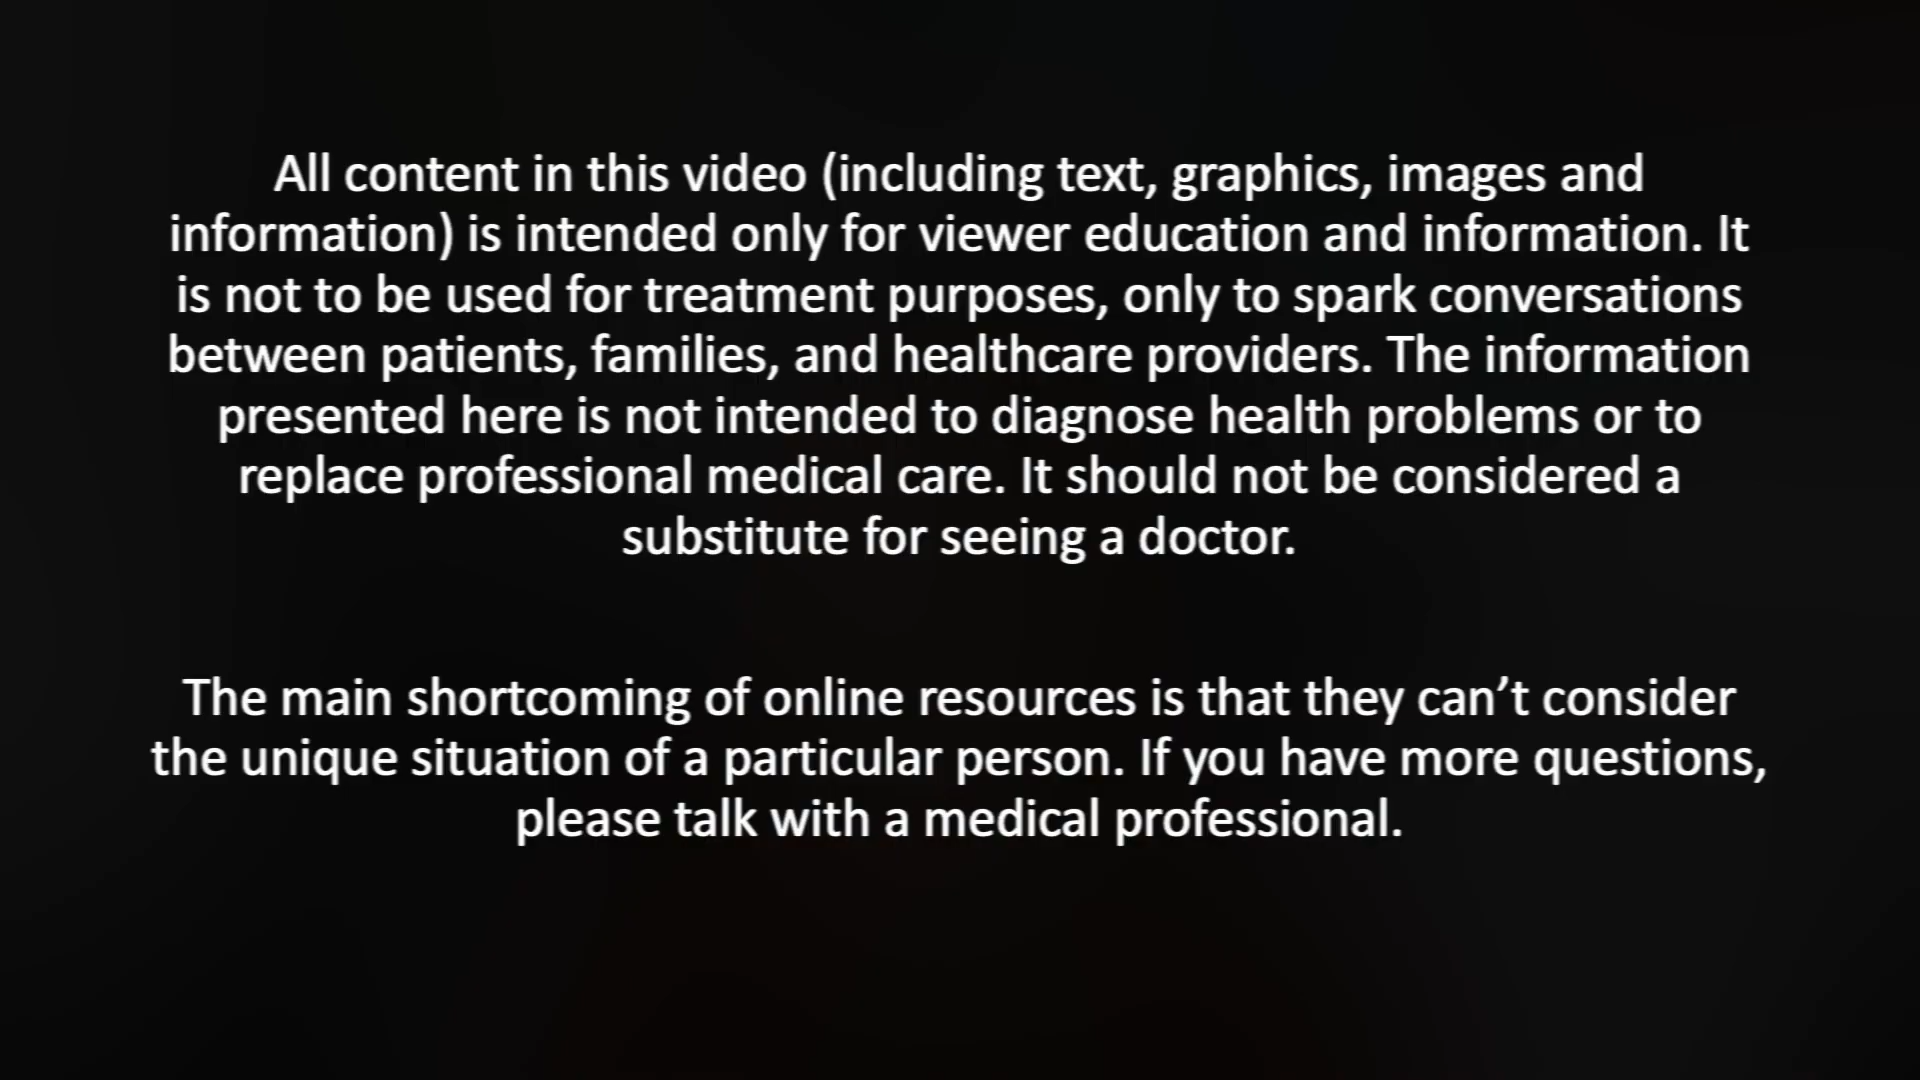 All content in this video (including text, graphics, images and
information) is intended only for viewer education and information. It
is not to be used for treatment purposes, only to spark conversations
between patients, families, and healthcare providers. The information
presented here is not intended to diagnose health problems or to
replace professional medical care. It should not be considered a
substitute for seeing a doctor.
The main shortcoming of online resources is that they can’t consider
the unique situation of a particular person. If you have more questions,
please talk with a medical professional.